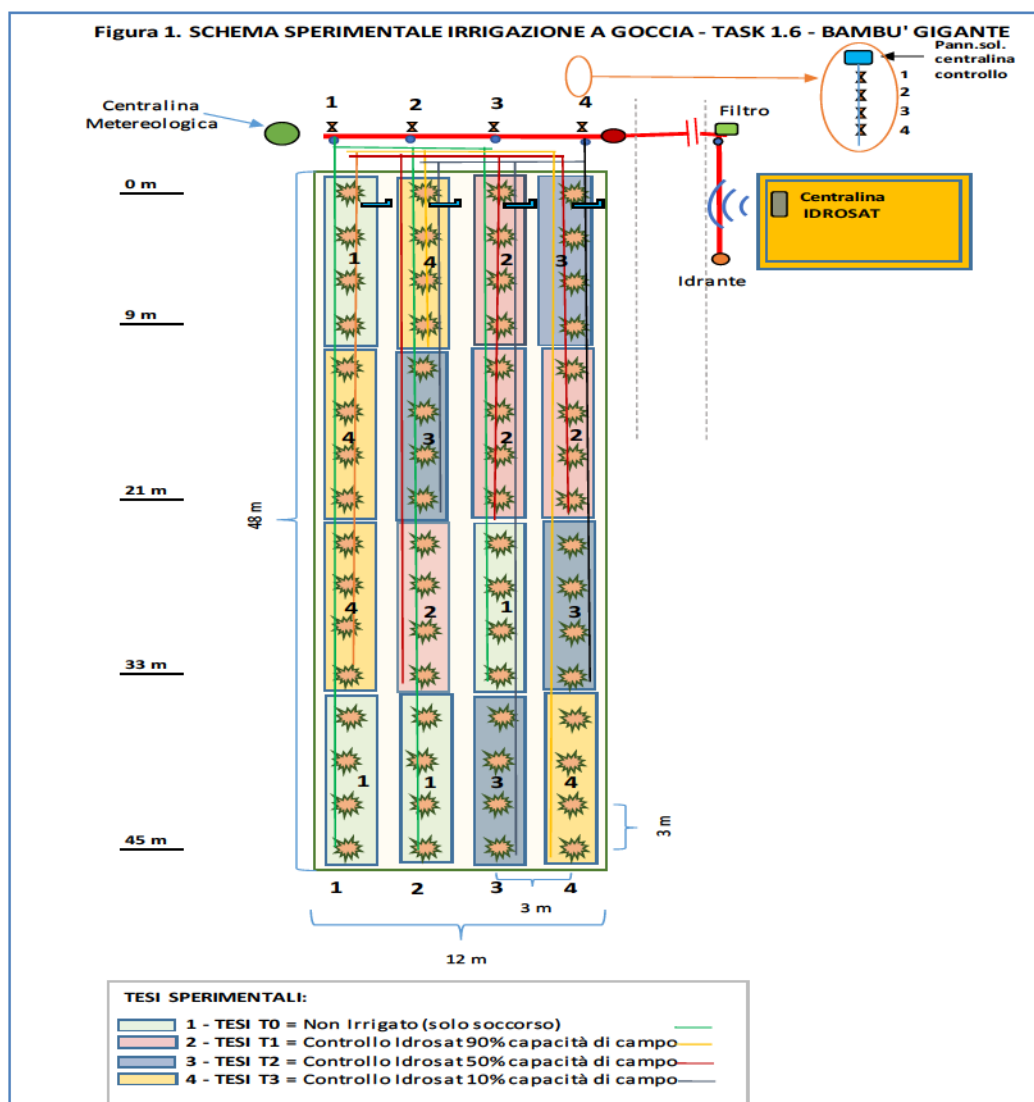 Figura 1. SCHEMA SPERIMENTALE IRRIGAZIONE A GOCCIA - TASK 1.6 - BAMBU' GIGANTE
Pann.sol.
centralina
controllo
1
2
3
4
Centralina
Metereologica
1 2 3 4
Filtro
Centralina
IDROSAT
Idrante
0 m
1 4 2 3
9 m
4 3 2 2
21 m
48 m
4 2 1 3
33 m
1 1 3 4
3 m
45 m
1 2 3 4
3 m
12 m
TESI SPERIMENTALI:
1 - TESI T0 = Non Irrigato (solo soccorso)
2 - TESI T1 = Controllo Idrosat 90% capacità di campo
3 - TESI T2 = Controllo Idrosat 50% capacità di campo
4 - TESI T3 = Controllo Idrosat 10% capacità di campo